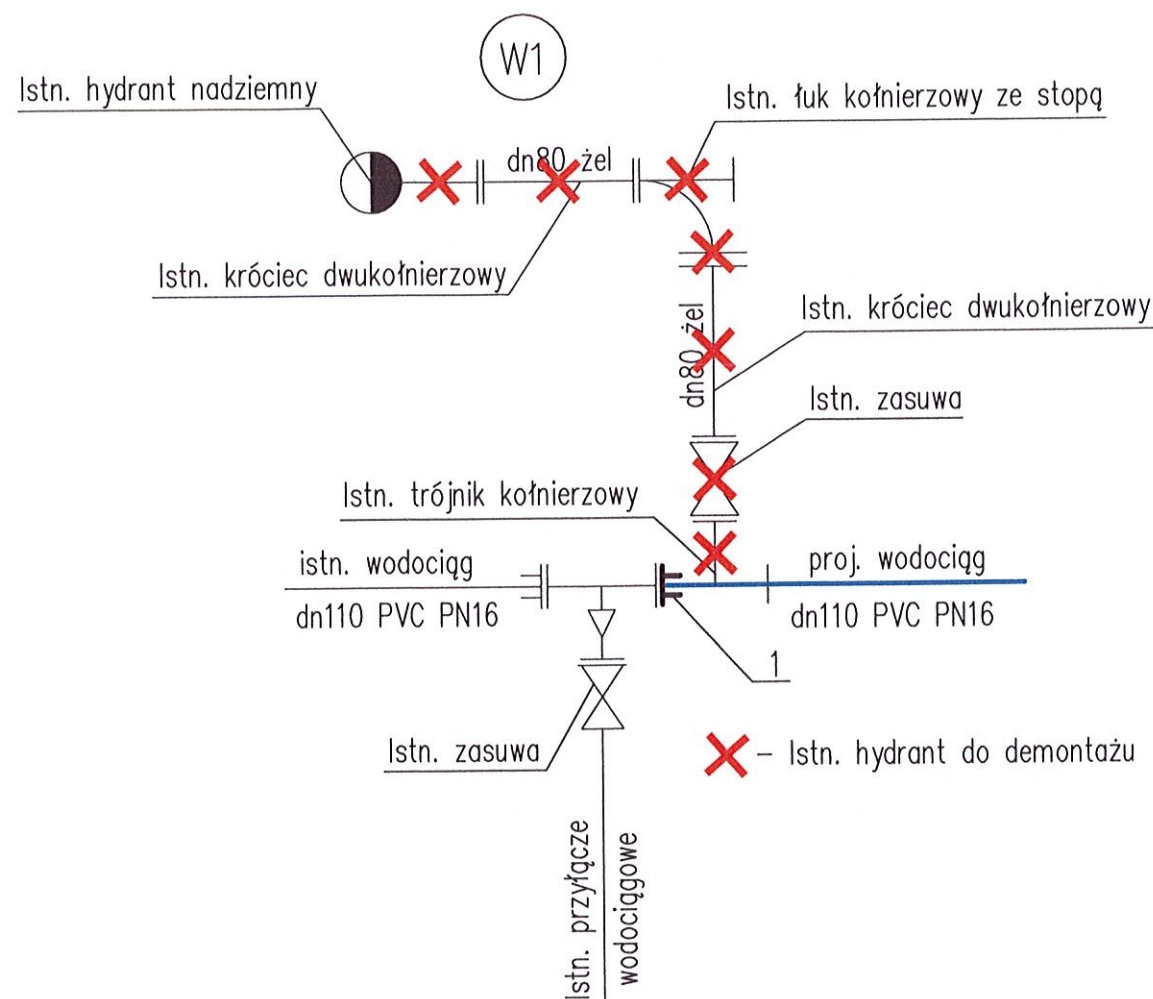 W1
Istn. hydrant nadziemny
Istn. łuk kołnierzowy ze stopą
dn80 żel
Istn. króciec dwukołnierzowy
Istn. króciec dwukołnierzowy
dn80 żel
Istn. zasuwa
Istn. trójnik kołnierzowy
istn. wodociąg
dn110 PVC PN16
proj. wodociąg
dn110 PVC PN16
1
Istn. zasuwa
– Istn. hydrant do demontażu
Istn. przyłącze
wodociągowe